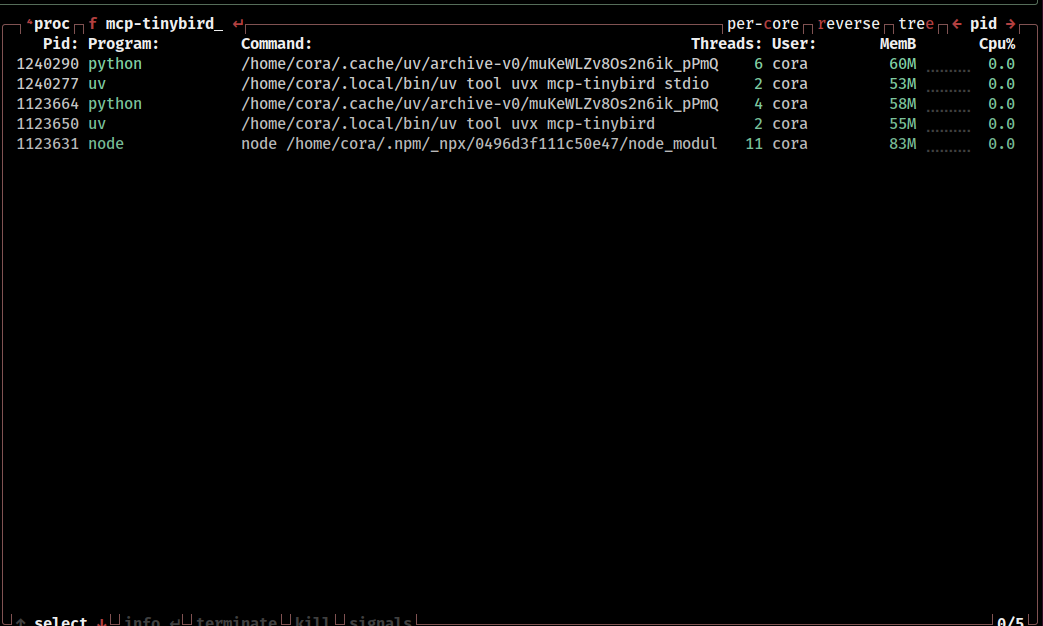 4proc f mcp-tinybird_ ↵ per-core reverse tree ← pid →
Pid: Program: Command: Threads: User: MemB Cpu%
1240290 python /home/cora/.cache/uv/archive-v0/muKeWLZv8Os2n6ik_pPmQ 6 cora 60M 0.0
1240277 uv /home/cora/.local/bin/uv tool uvx mcp-tinybird stdio 2 cora 53M 0.0
1123664 python /home/cora/.cache/uv/archive-v0/muKeWLZv8Os2n6ik_pPmQ 4 cora 58M 0.0
1123650 uv /home/cora/.local/bin/uv tool uvx mcp-tinybird 2 cora 55M 0.0
1123631 node node /home/cora/.npm/_npx/0496d3f111c50e47/node_modul 11 cora 83M 0.0
↑ select ↓ info ↵ terminate kill signals 0/5